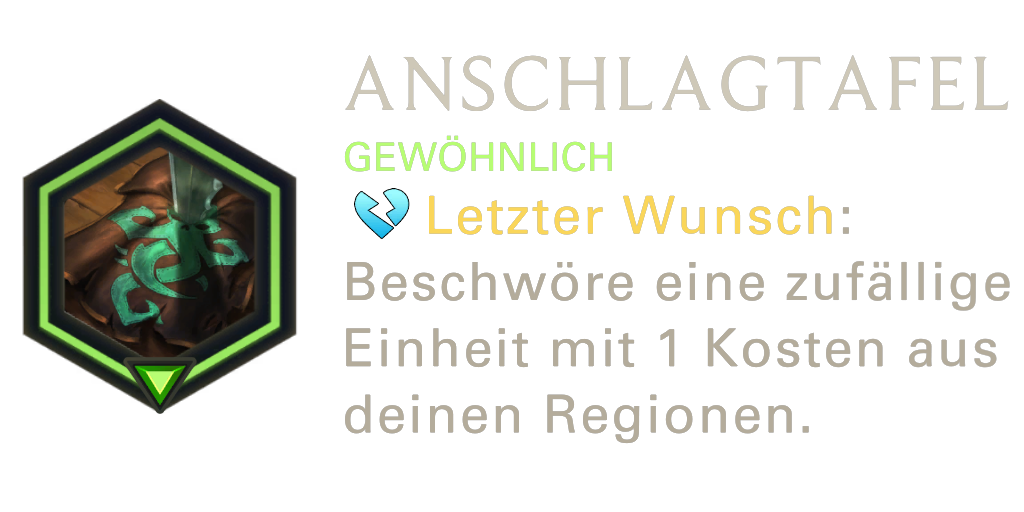 ANSCHLAGTAFEL
GEWÖHNLICH
Letzter Wunsch:
Beschwöre eine zufällige
Einheit mit 1 Kosten aus
deinen Regionen.